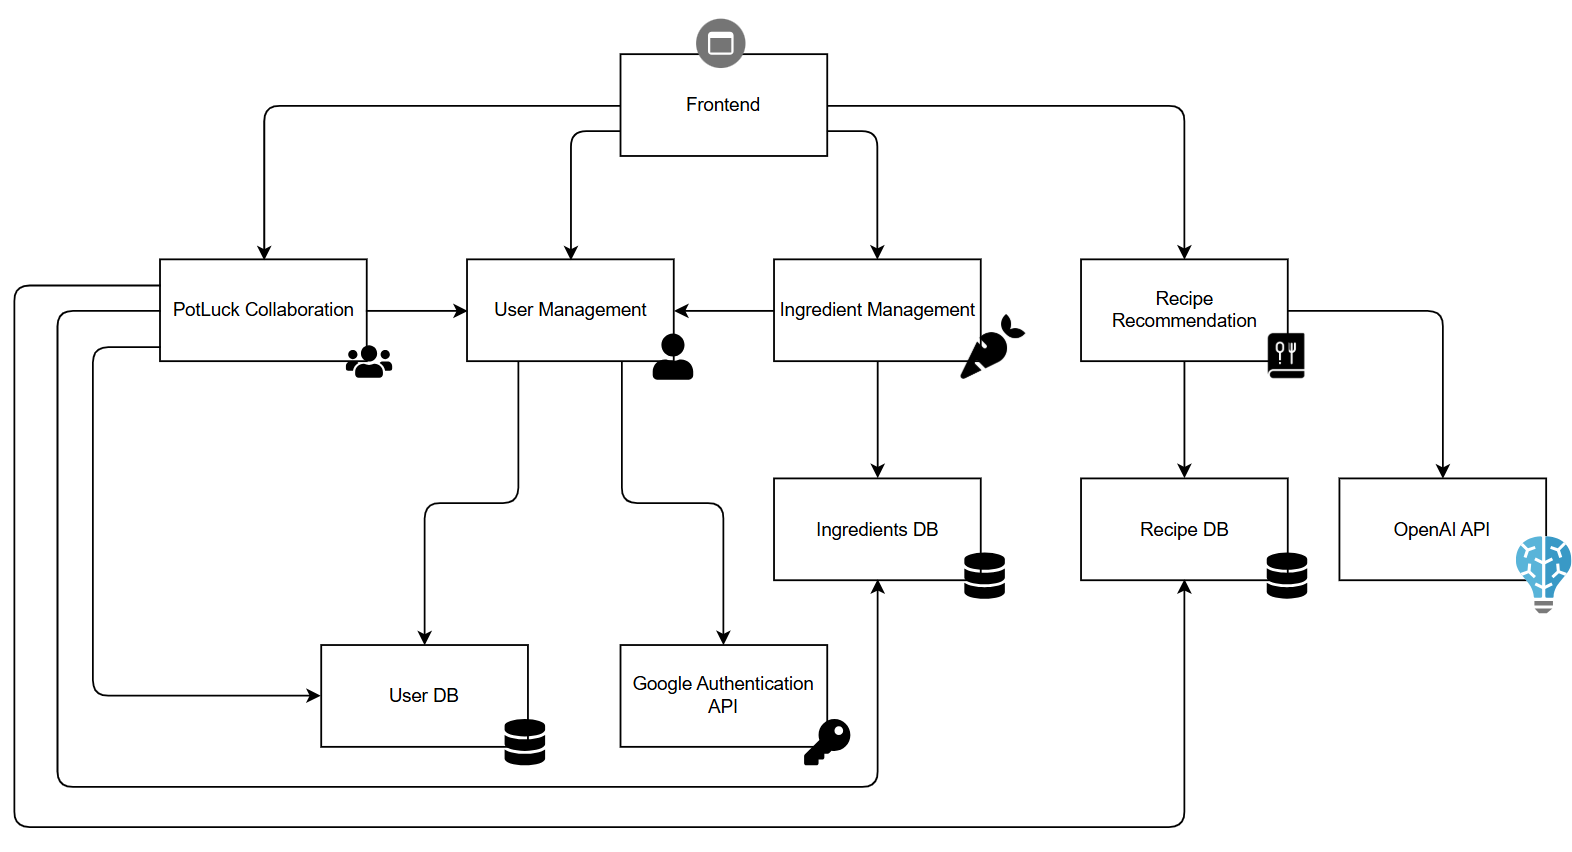 Frontend
PotLuck Collaboration
User Management
Ingredient Management
Recipe
Recommendation
Ingredients DB
Recipe DB
OpenAI API
User DB
Google Authentication
API